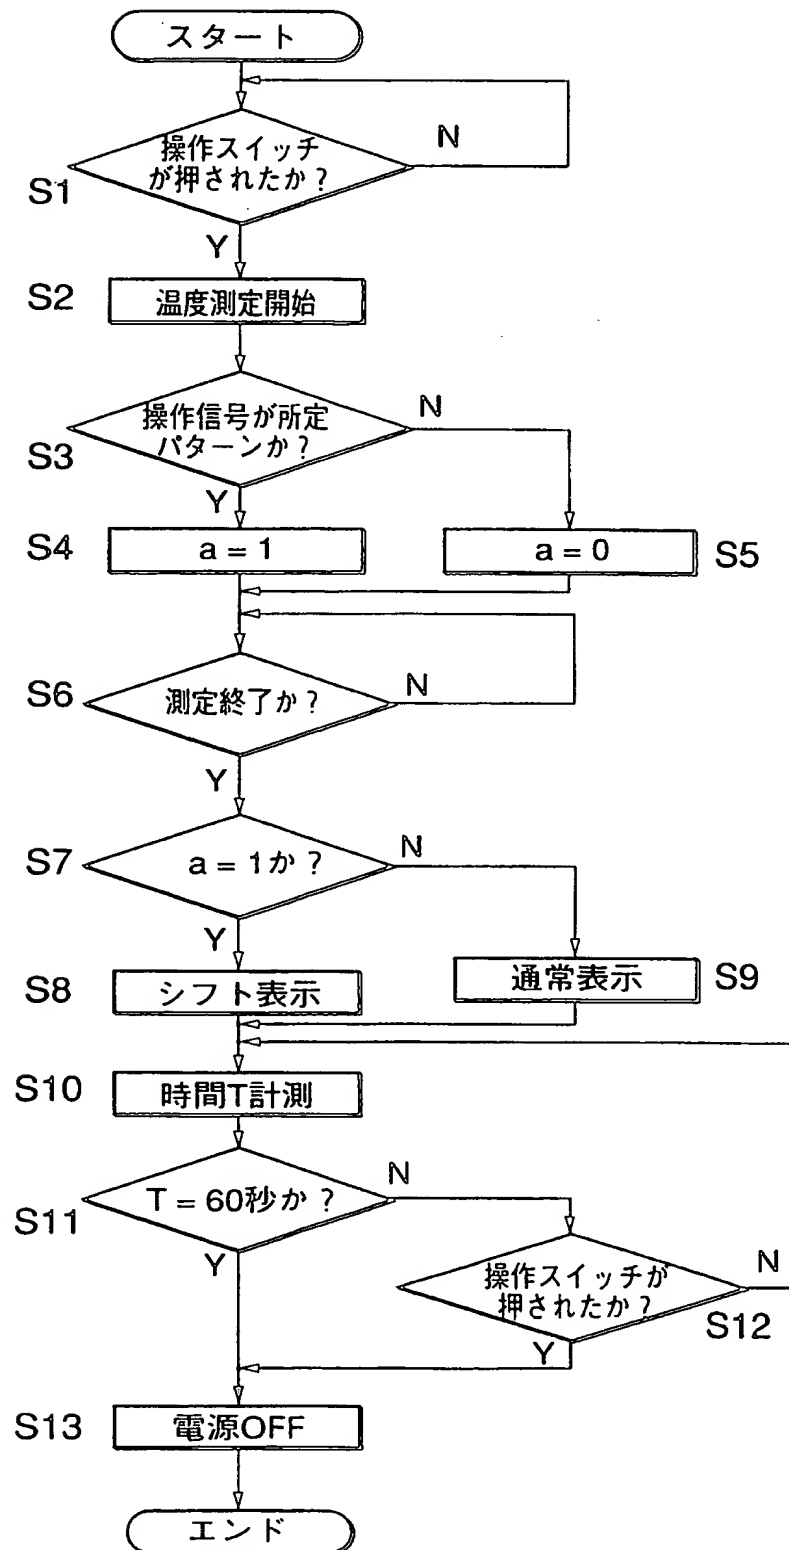 スタート
操作スイッチ
が押されたか?
N
S1
Y
S2
温度測定開始
操作信号が所定
パターンか?
N
S3
Y
S4
a = 1
a = 0
S5
S6
測定終了か?
N
Y
S7
a = 1か?
N
Y
S8
シフト表示
通常表示
S9
S10
時間T計測
T = 60秒か?
N
S11
Y
操作スイッチが
押されたか?
N
S12
Y
S13
電源OFF
エンド